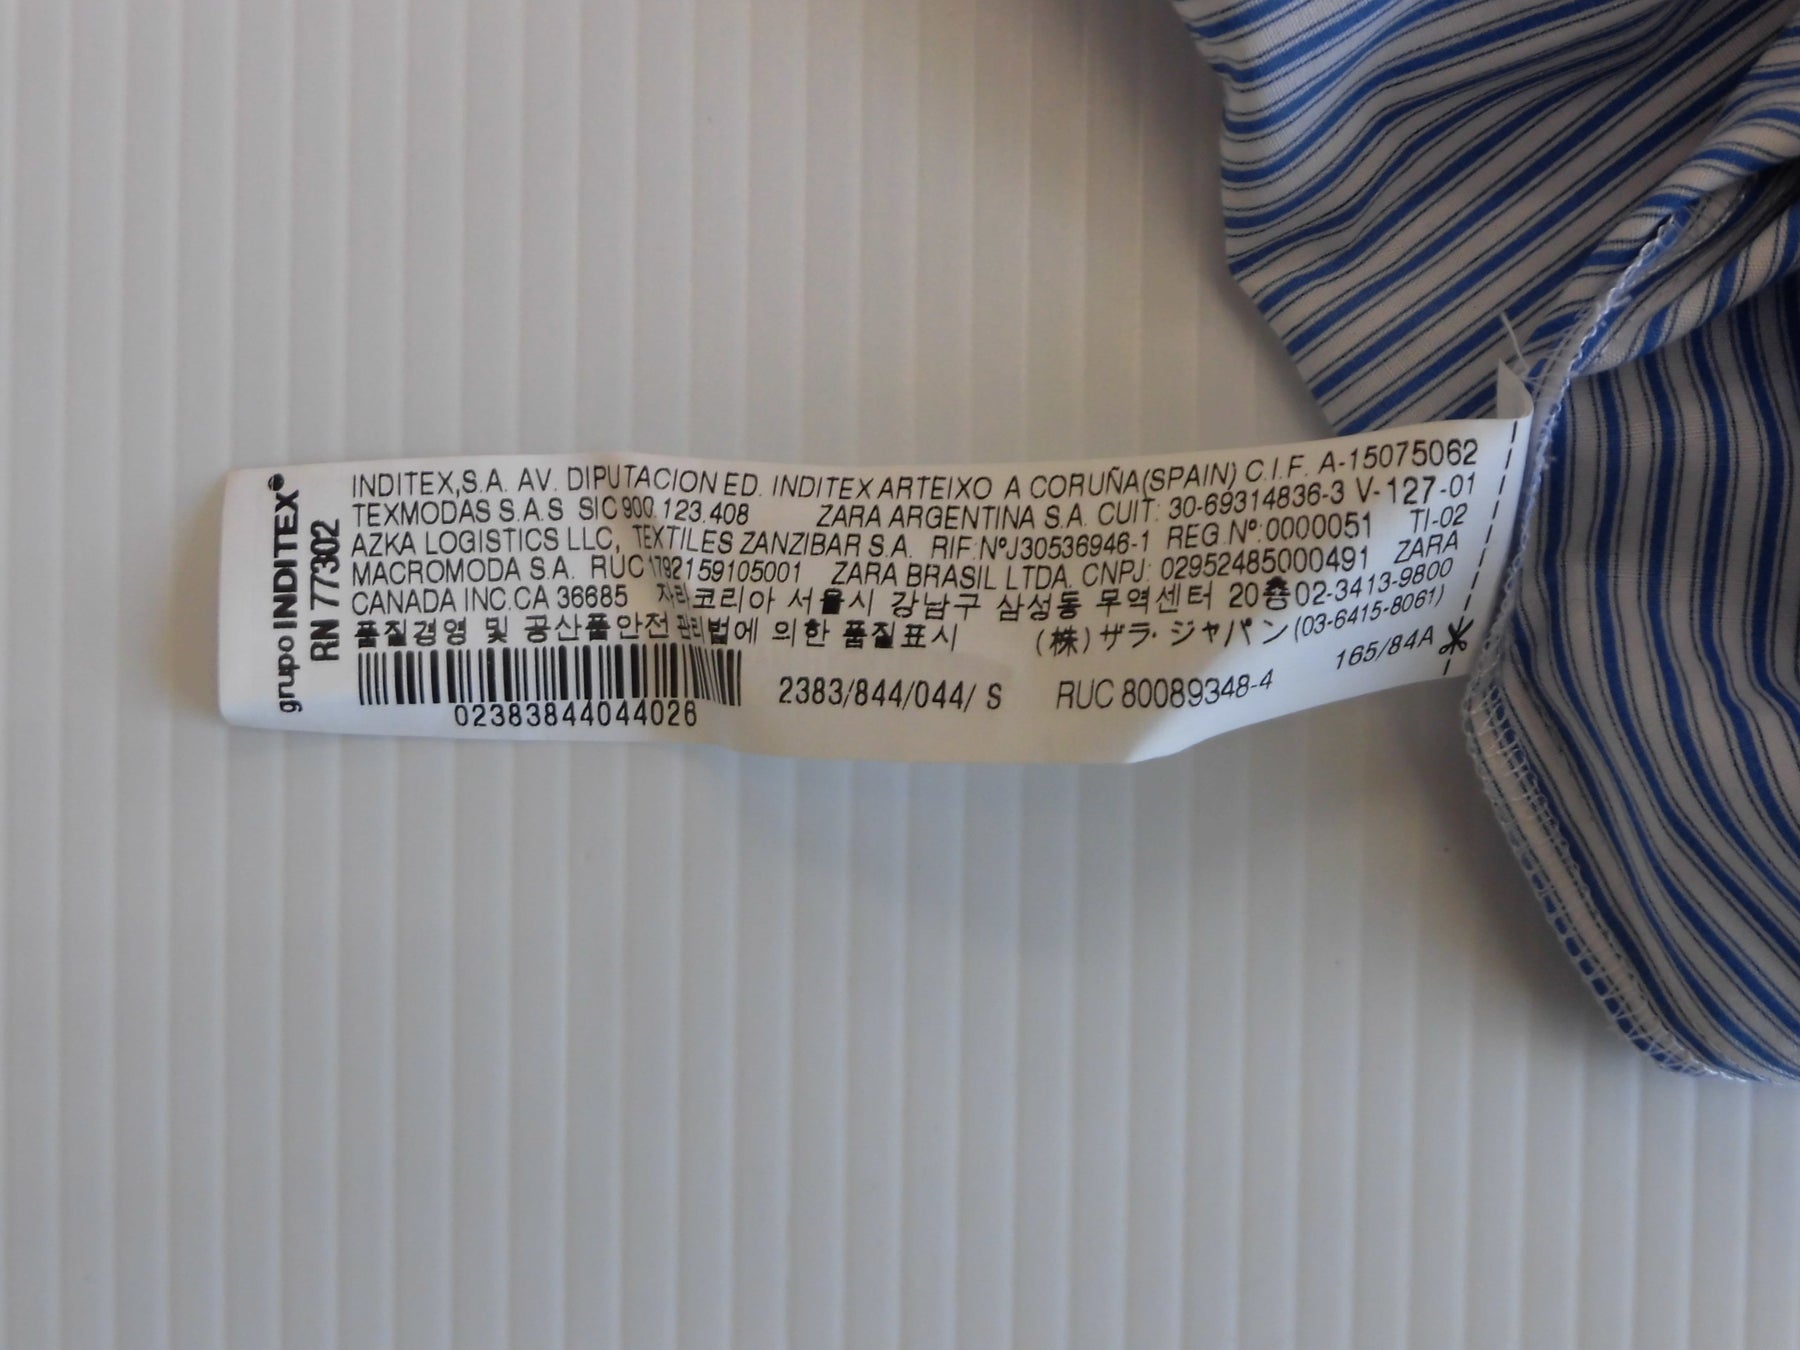 grupo INDITEX®
RN 77302
INDITEX,S.A. AV. DIPUTACION ED. INDITEX ARTEIXO A CORUÑA(SPAIN) C.I.F. A-15075062
TEXMODAS S.A.S SIC 900.123.408 ZARA ARGENTINA S.A. CUIT: 30-69314836-3 V-127-01
AZKA LOGISTICS LLC, TEXTILES ZANZIBAR S.A. RIF:NºJ30536946-1 REG.Nº:0000051 TI-02
MACROMODA S.A. RUC1792159105001 ZARA BRASIL LTDA. CNPJ: 02952485000491 ZARA
CANADA INC.CA 36685 자라코리아 서울시 강남구 삼성동 무역센터 20층02-3413-9800
품질경영 및 공산품안전관리법에 의한 품질표시 (株)ザラ・ジャパン(03-6415-8061)
2383/844/044/ S RUC 80089348-4 165/84A
02383844044026